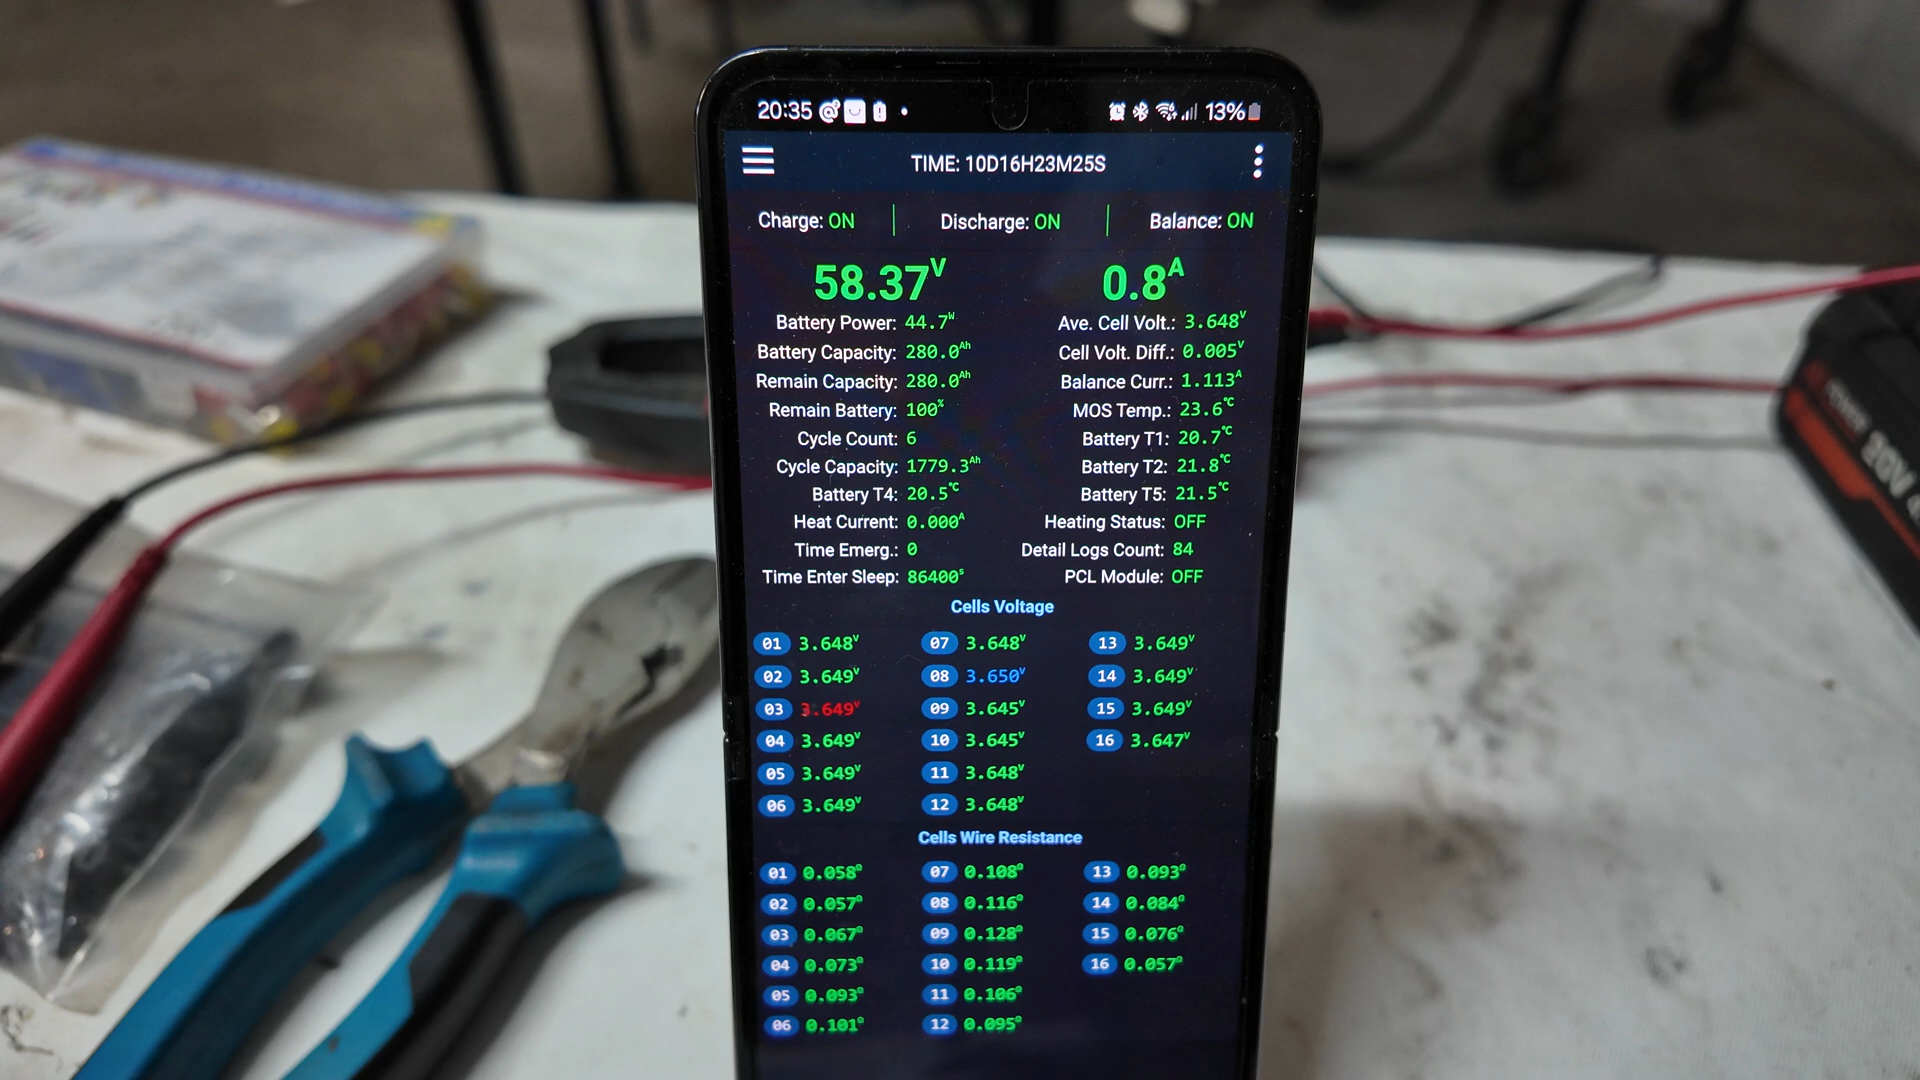 20:35 13%
TIME: 10D16H23M25S
Charge: ON Discharge: ON Balance: ON
58.37V 0.8A
Battery Power: 44.7W Ave. Cell Volt.: 3.648V
Battery Capacity: 280.0Ah Cell Volt. Diff.: 0.005V
Remain Capacity: 280.0Ah Balance Curr.: 1.113A
Remain Battery: 100% MOS Temp.: 23.6℃
Cycle Count: 6 Battery T1: 20.7℃
Cycle Capacity: 1779.3Ah Battery T2: 21.8℃
Battery T4: 20.5℃ Battery T5: 21.5℃
Heat Current: 0.000A Heating Status: OFF
Time Emerg.: 0 Detail Logs Count: 84
Time Enter Sleep: 86400s PCL Module: OFF
Cells Voltage
01 3.648V 07 3.648V 13 3.649V
02 3.649V 08 3.650V 14 3.649V
03 3.649V 09 3.645V 15 3.649V
04 3.649V 10 3.645V 16 3.647V
05 3.649V 11 3.648V
06 3.649V 12 3.648V
Cells Wire Resistance
01 0.058Ω 07 0.108Ω 13 0.093Ω
02 0.057Ω 08 0.116Ω 14 0.084Ω
03 0.067Ω 09 0.128Ω 15 0.076Ω
04 0.073Ω 10 0.119Ω 16 0.057Ω
05 0.093Ω 11 0.106Ω
06 0.101Ω 12 0.095Ω
20V